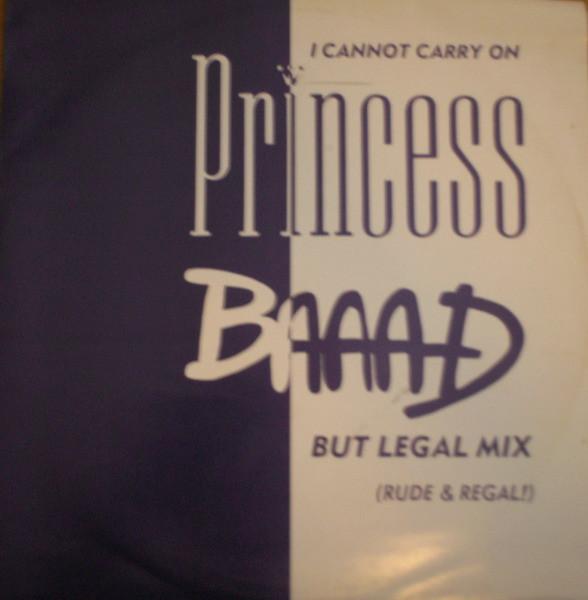 I CANNOT CARRY ON
Princess
BAAAD
BUT LEGAL MIX
(RUDE & REGAL!)